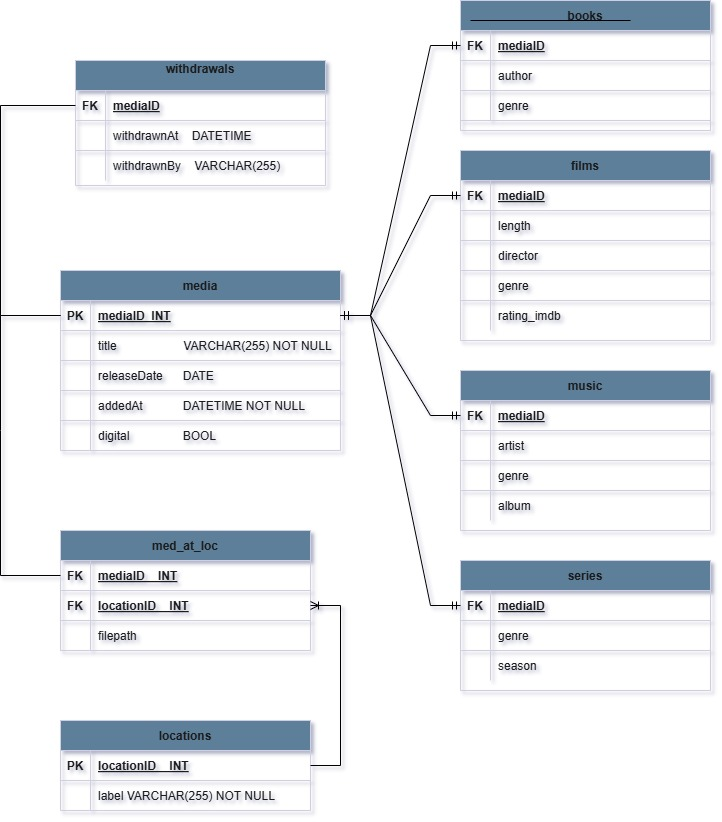 books
FK mediaID
author
genre
withdrawals
FK mediaID
withdrawnAt DATETIME
withdrawnBy VARCHAR(255)
films
FK mediaID
length
director
genre
rating_imdb
media
PK mediaID INT
title VARCHAR(255) NOT NULL
releaseDate DATE
addedAt DATETIME NOT NULL
digital BOOL
music
FK mediaID
artist
genre
album
med_at_loc
FK mediaID INT
FK locationID INT
filepath
series
FK mediaID
genre
season
locations
PK locationID INT
label VARCHAR(255) NOT NULL